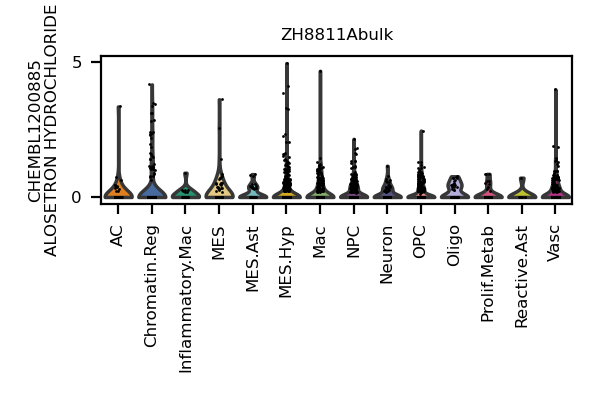 ZH8811Abulk
CHEMBL1200885
ALOSETRON HYDROCHLORIDE
5
0
AC
Chromatin.Reg
Inflammatory.Mac
MES
MES.Ast
MES.Hyp
Mac
NPC
Neuron
OPC
Oligo
Prolif.Metab
Reactive.Ast
Vasc